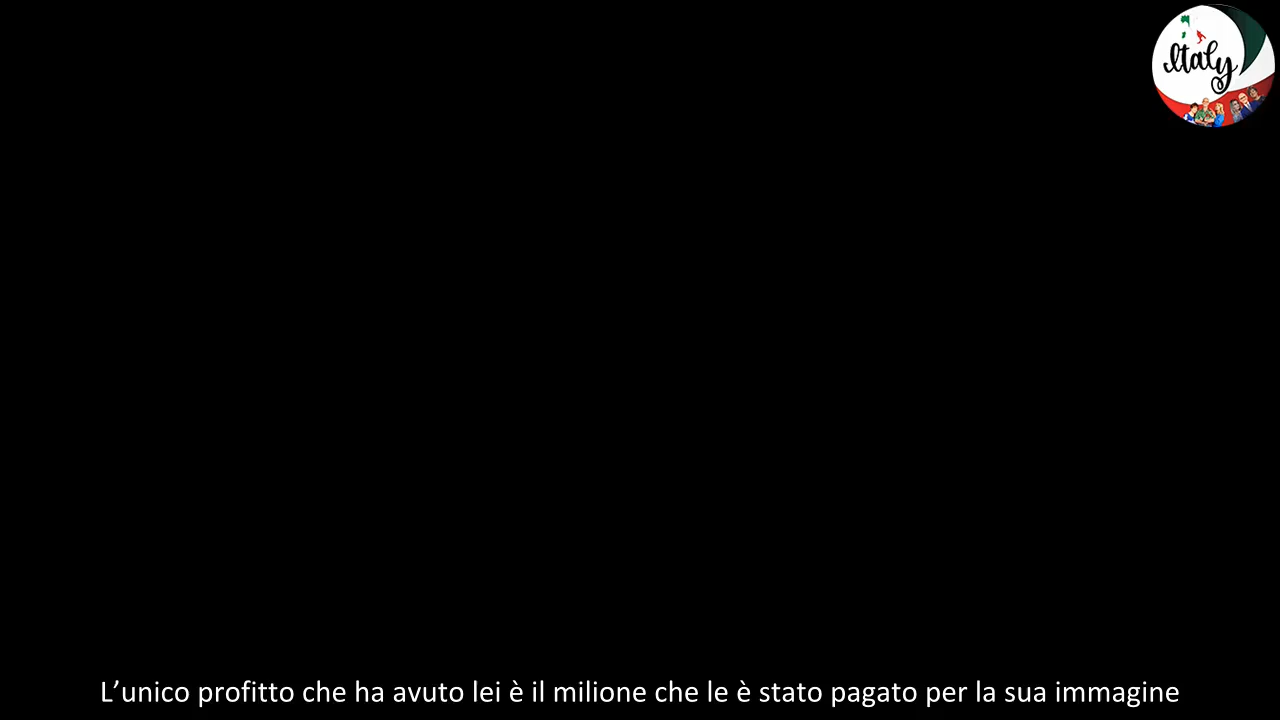 Italy
L’unico profitto che ha avuto lei è il milione che le è stato pagato per la sua immagine